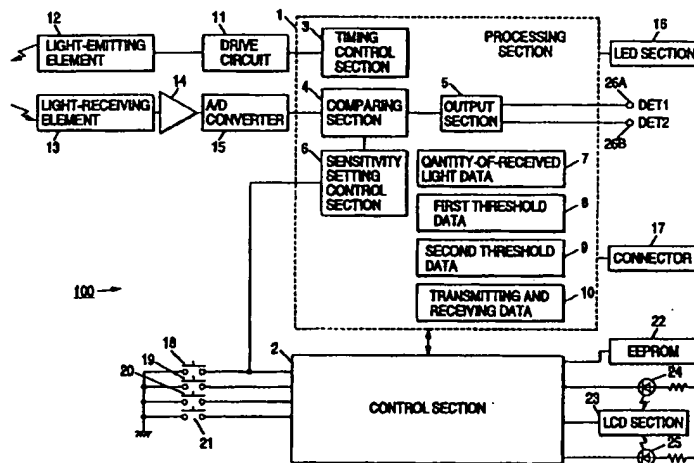 12
LIGHT-EMITTING
ELEMENT
11
DRIVE
CIRCUIT
1
3
TIMING
CONTROL
SECTION
PROCESSING
SECTION
16
LED SECTION
LIGHT-RECEIVING
ELEMENT
13
14
A/D
CONVERTER
15
4
COMPARING
SECTION
5
OUTPUT
SECTION
26A
DET1
DET2
26B
6
SENSITIVITY
SETTING
CONTROL
SECTION
QANTITY-OF-RECEIVED
LIGHT DATA
7
FIRST THRESHOLD
DATA
8
SECOND THRESHOLD
DATA
9
TRANSMITTING AND
RECEIVING DATA
10
17
CONNECTOR
100
18
19
20
21
2
CONTROL SECTION
22
EEPROM
24
23
LCD SECTION
25